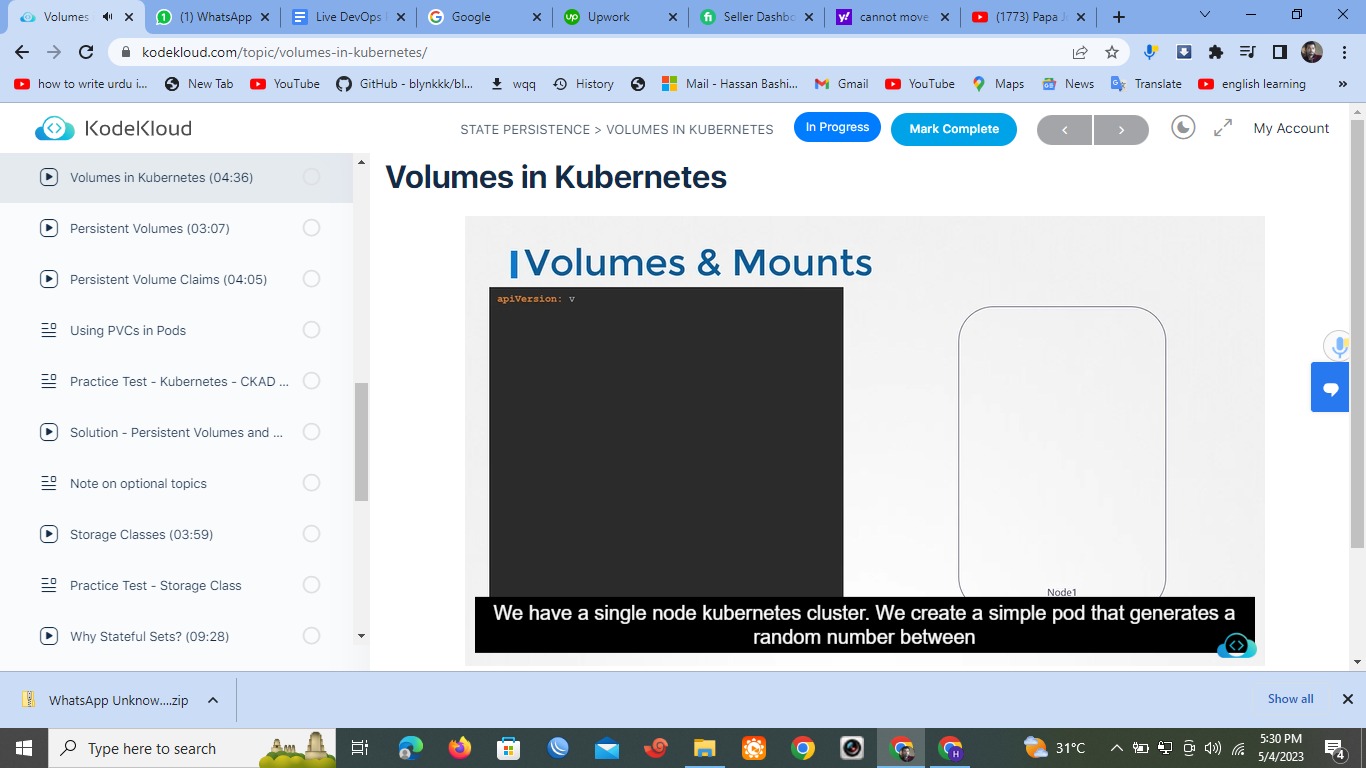 Volumes
(1) WhatsApp
Live DevOps
Google
Upwork
Seller Dashbo
cannot move
(1773) Papa J
kodekloud.com/topic/volumes-in-kubernetes/
how to write urdu i...
New Tab
YouTube
GitHub - blynkkk/bl...
wqq
History
Mail - Hassan Bashi...
Gmail
YouTube
Maps
News
Translate
english learning
»
KodeKloud
STATE PERSISTENCE > VOLUMES IN KUBERNETES
In Progress
Mark Complete
My Account
Volumes in Kubernetes (04:36)
Persistent Volumes (03:07)
Persistent Volume Claims (04:05)
Using PVCs in Pods
Practice Test - Kubernetes - CKAD ...
Solution - Persistent Volumes and ...
Note on optional topics
Storage Classes (03:59)
Practice Test - Storage Class
Why Stateful Sets? (09:28)
Volumes in Kubernetes
Volumes & Mounts
apiVersion: v
Node1
We have a single node kubernetes cluster. We create a simple pod that generates a
random number between
WhatsApp Unknow....zip
Show all
Type here to search
31°C
5:30 PM
5/4/2023
4